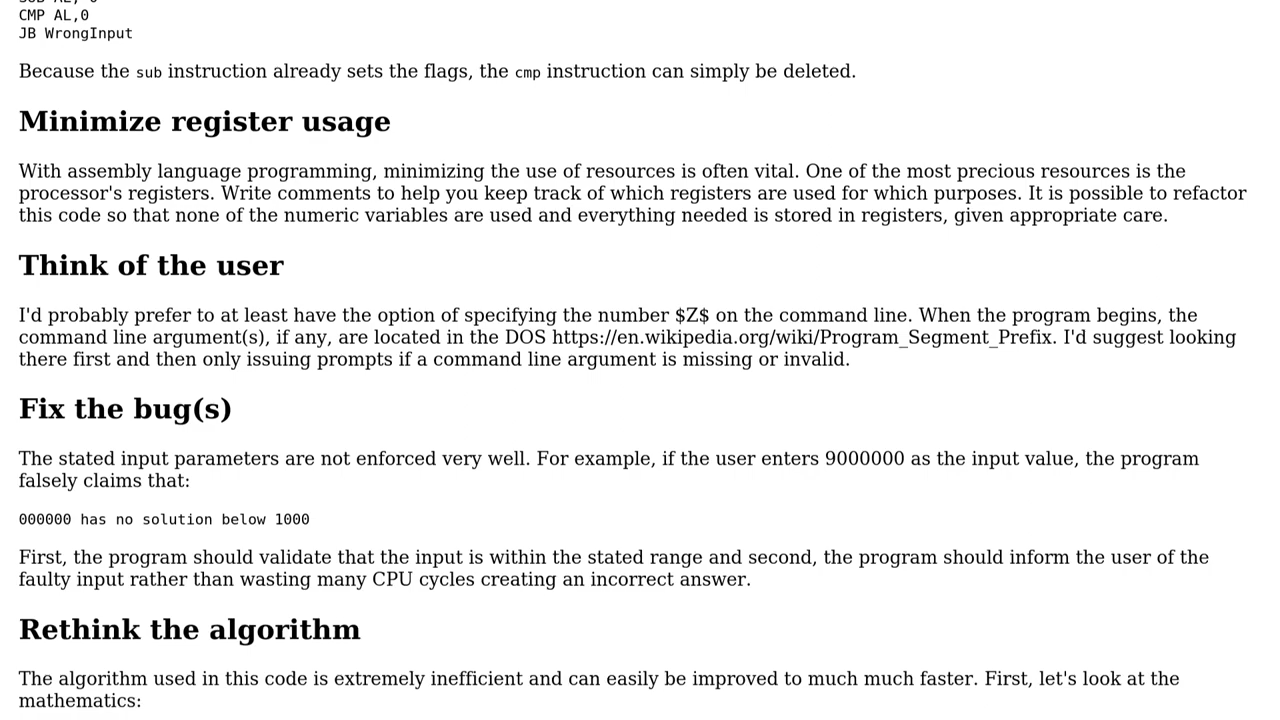 CMP AL,0
JB WrongInput
Because the sub instruction already sets the flags, the cmp instruction can simply be deleted.
Minimize register usage
With assembly language programming, minimizing the use of resources is often vital. One of the most precious resources is the
processor's registers. Write comments to help you keep track of which registers are used for which purposes. It is possible to refactor
this code so that none of the numeric variables are used and everything needed is stored in registers, given appropriate care.
Think of the user
I'd probably prefer to at least have the option of specifying the number $Z$ on the command line. When the program begins, the
command line argument(s), if any, are located in the DOS https://en.wikipedia.org/wiki/Program_Segment_Prefix. I'd suggest looking
there first and then only issuing prompts if a command line argument is missing or invalid.
Fix the bug(s)
The stated input parameters are not enforced very well. For example, if the user enters 9000000 as the input value, the program
falsely claims that:
000000 has no solution below 1000
First, the program should validate that the input is within the stated range and second, the program should inform the user of the
faulty input rather than wasting many CPU cycles creating an incorrect answer.
Rethink the algorithm
The algorithm used in this code is extremely inefficient and can easily be improved to much much faster. First, let's look at the
mathematics: